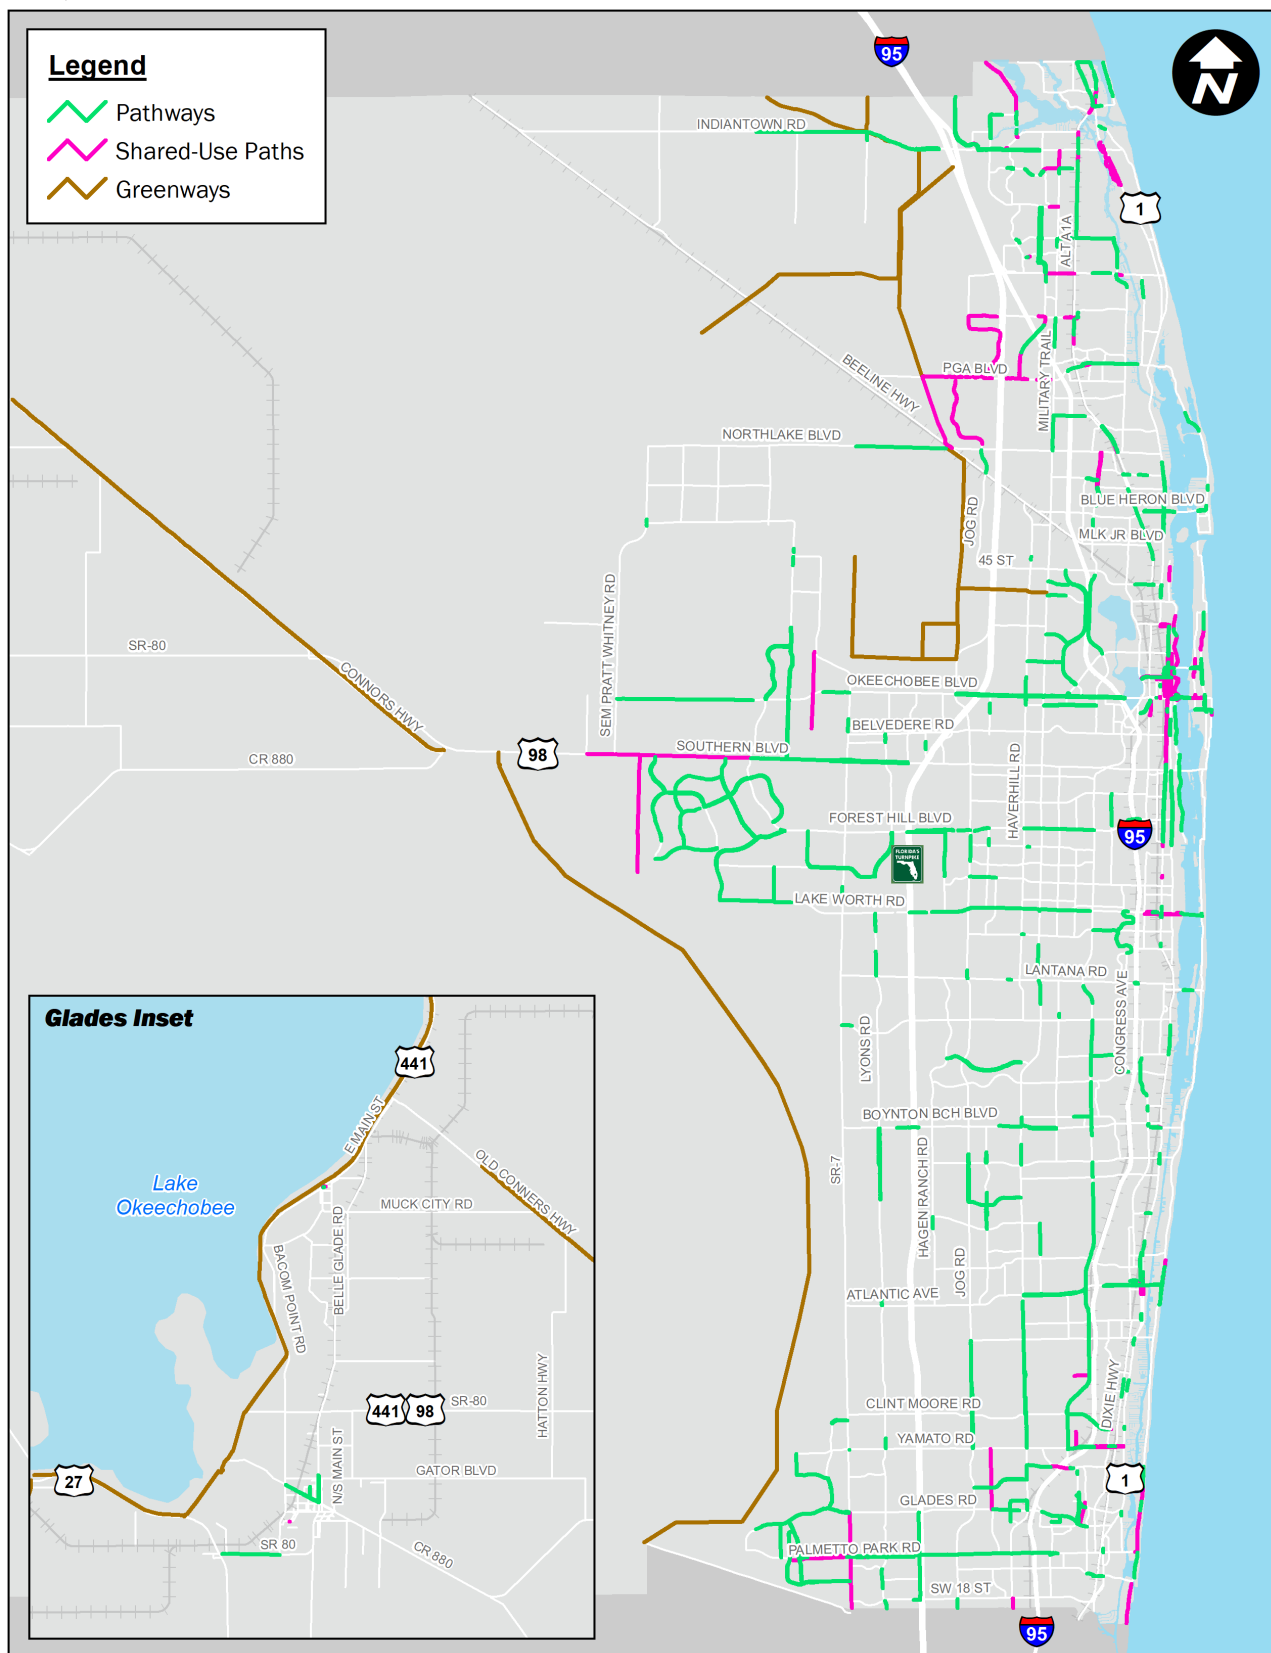 Legend
Pathways
Shared-Use Paths
Greenways
95
N
INDIANTOWN RD
1
ALT A1A
BEELINE HWY
PGA BLVD
MILITARY TRAIL
NORTHLAKE BLVD
BLUE HERON BLVD
JOG RD
MLK JR BLVD
45 ST
SEM PRATT WHITNEY RD
SR-80
CONNORS HWY
OKEECHOBEE BLVD
BELVEDERE RD
98
SOUTHERN BLVD
CR 880
HAVERHILL RD
FOREST HILL BLVD
95
FLORIDA'S
TURNPIKE
LAKE WORTH RD
LANTANA RD
CONGRESS AVE
LYONS RD
BOYNTON BCH BLVD
SR-7
HAGEN RANCH RD
JOG RD
ATLANTIC AVE
DIXIE HWY
CLINT MOORE RD
YAMATO RD
1
GLADES RD
PALMETTO PARK RD
SW 18 ST
95
Glades Inset
441
E MAIN ST
OLD CONNERS HWY
Lake
Okeechobee
MUCK CITY RD
BELLE GLADE RD
BACOM POINT RD
HATTON HWY
441
98
SR-80
N/S MAIN ST
GATOR BLVD
27
SR 80
CR 880